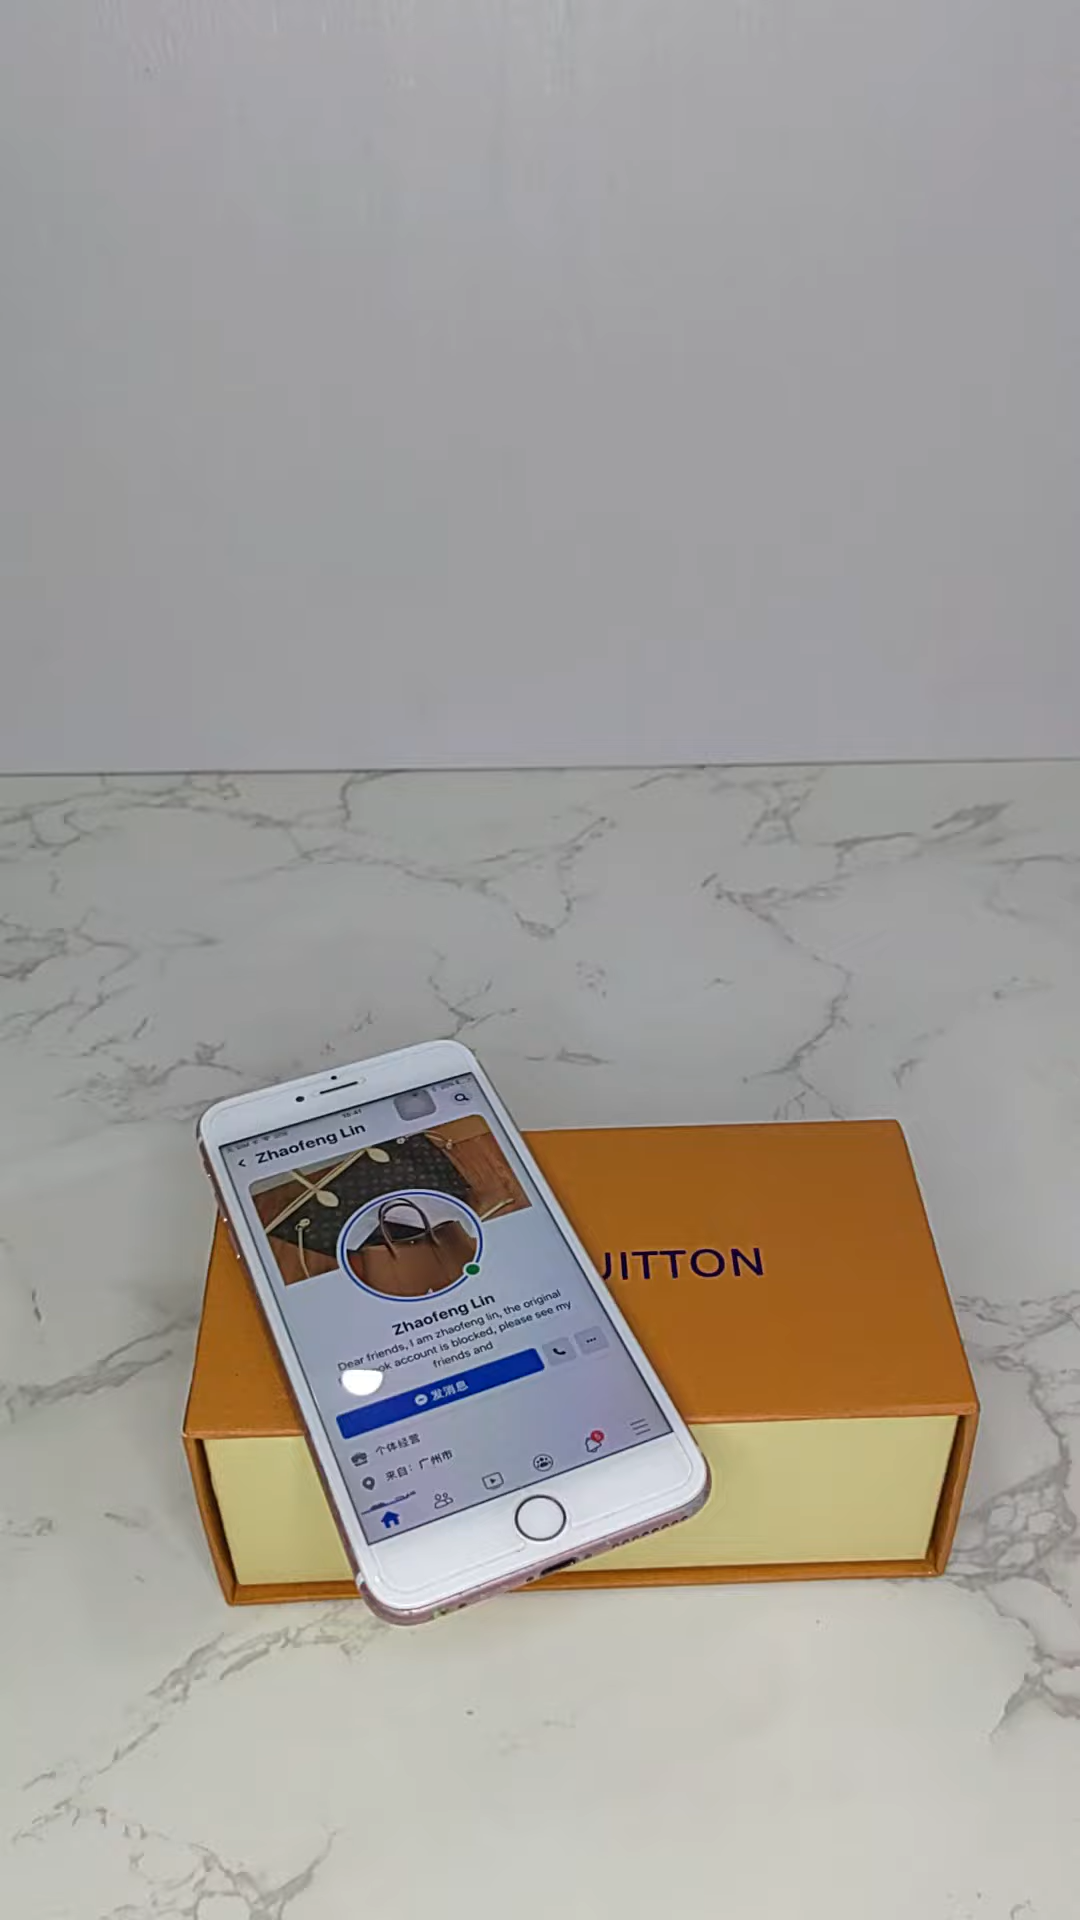 Zhaofeng Lin
Zhaofeng Lin
Dear friends, I am zhaofeng lin, the original
account is blocked, please see my
friends and
发消息
个体经营
来自：广州市
UITTON